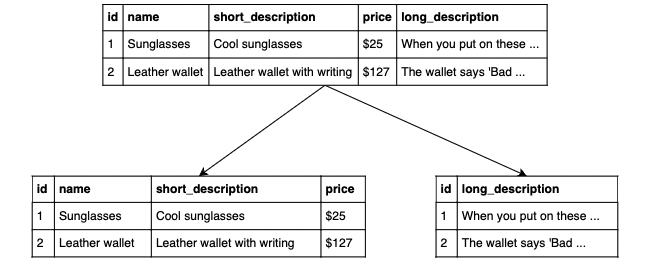 id name short_description price long_description
1 Sunglasses Cool sunglasses $25 When you put on these ...
2 Leather wallet Leather wallet with writing $127 The wallet says 'Bad ...
id name short_description price
1 Sunglasses Cool sunglasses $25
2 Leather wallet Leather wallet with writing $127
id long_description
1 When you put on these ...
2 The wallet says 'Bad ...